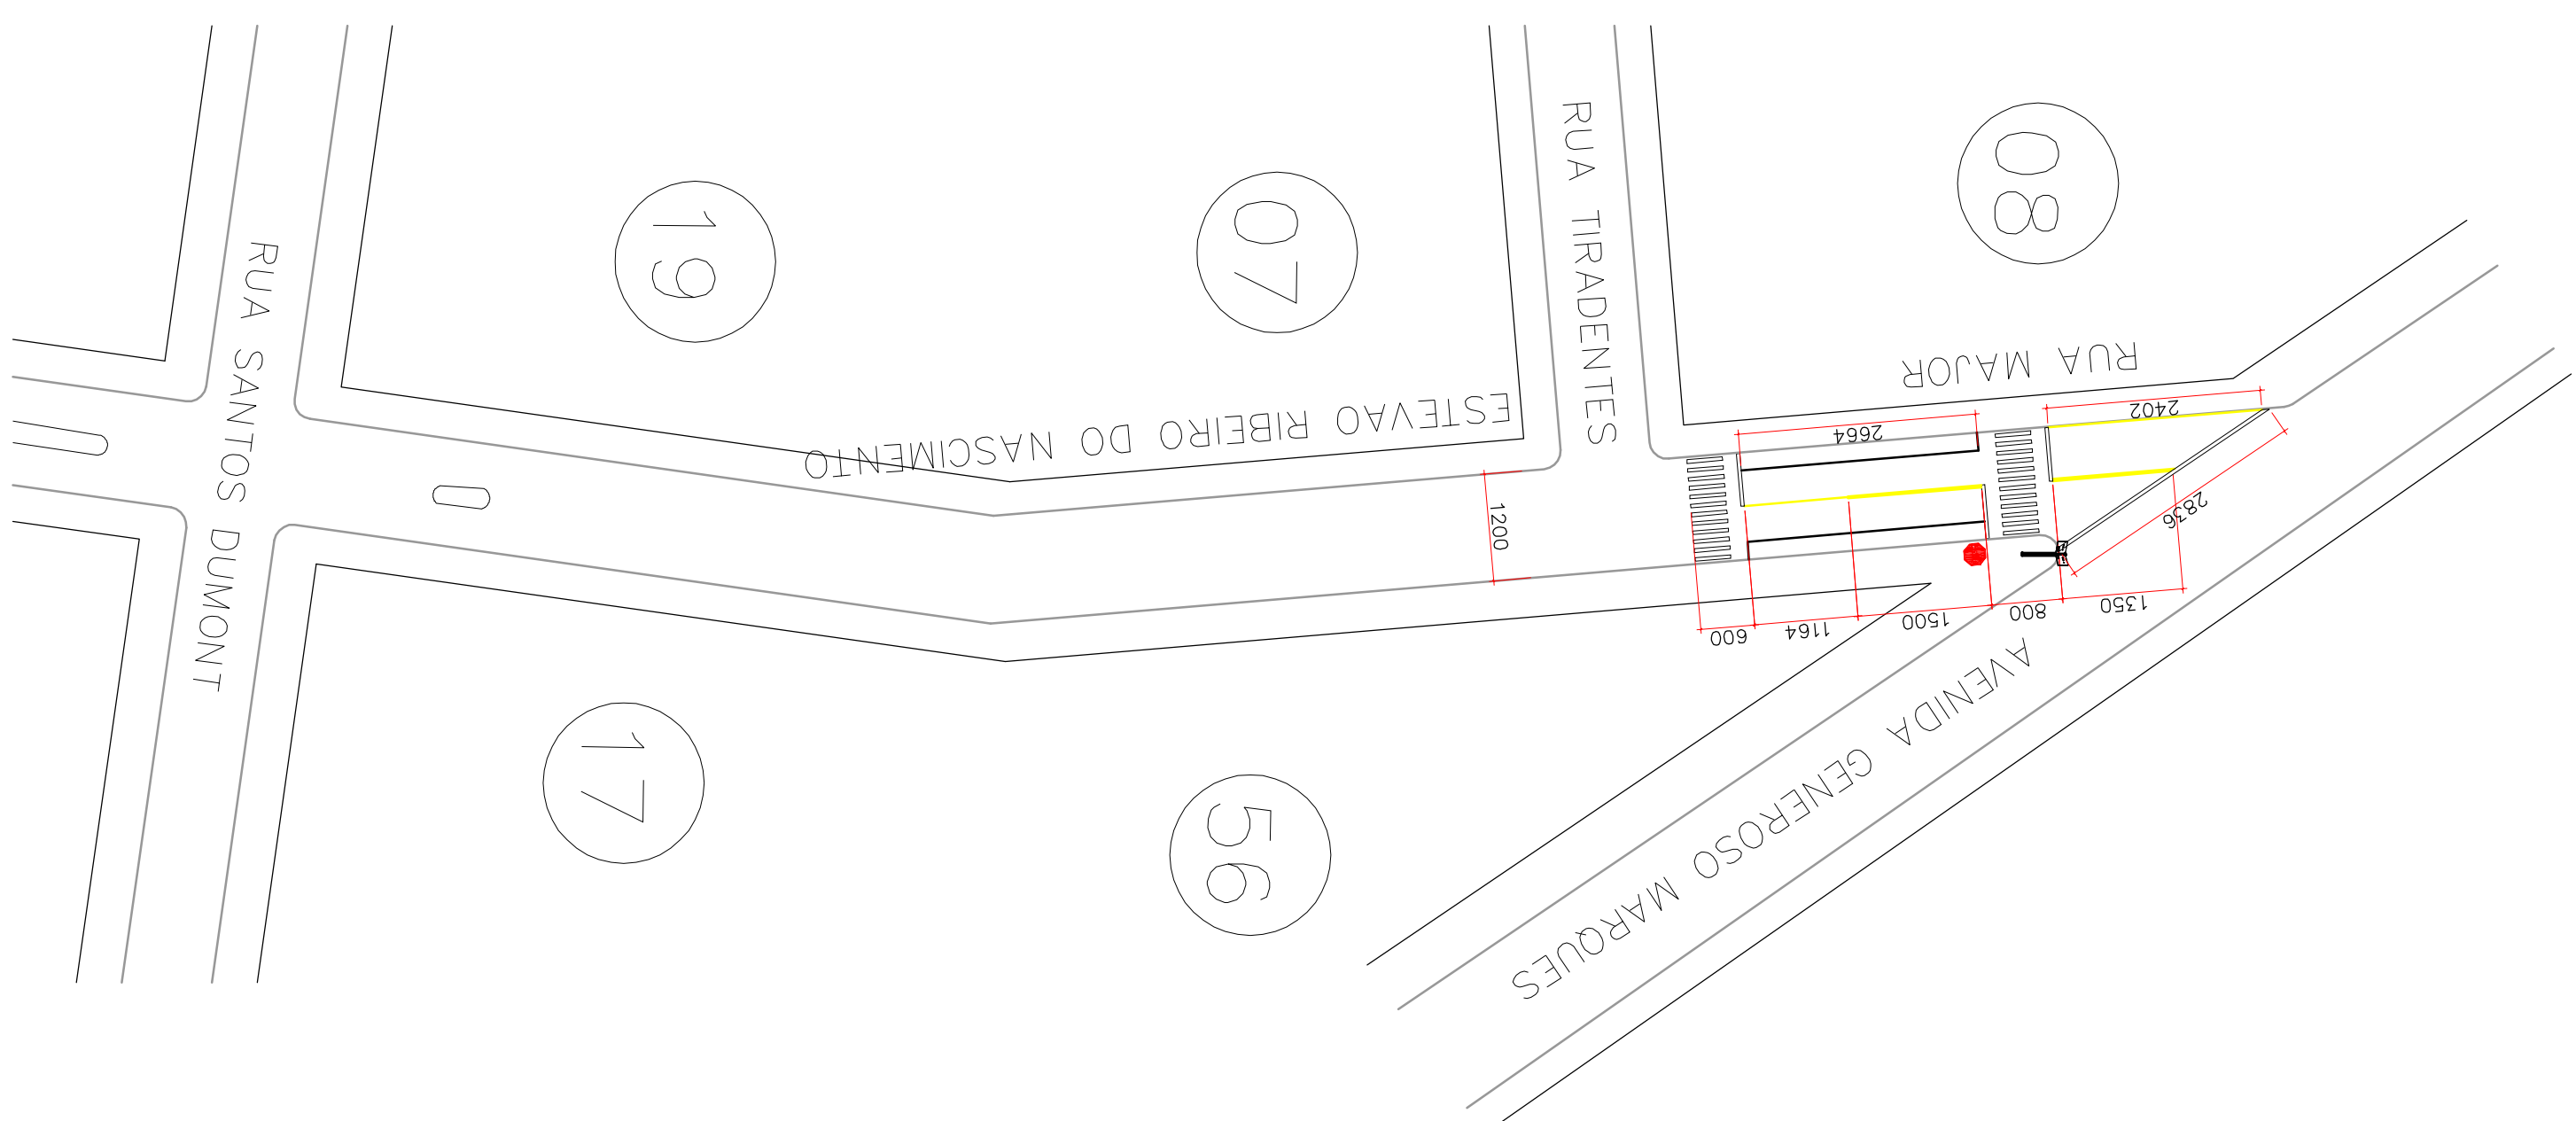 RUA SANTOS DUMONT
19
07
08
RUA TIRADENTES
RUA MAJOR
ESTEVAO RIBEIRO DO NASCIMENTO
2664
2402
2836
1200
600
1164
1500
800
1350
17
56
AVENIDA GENEROSO MARQUES